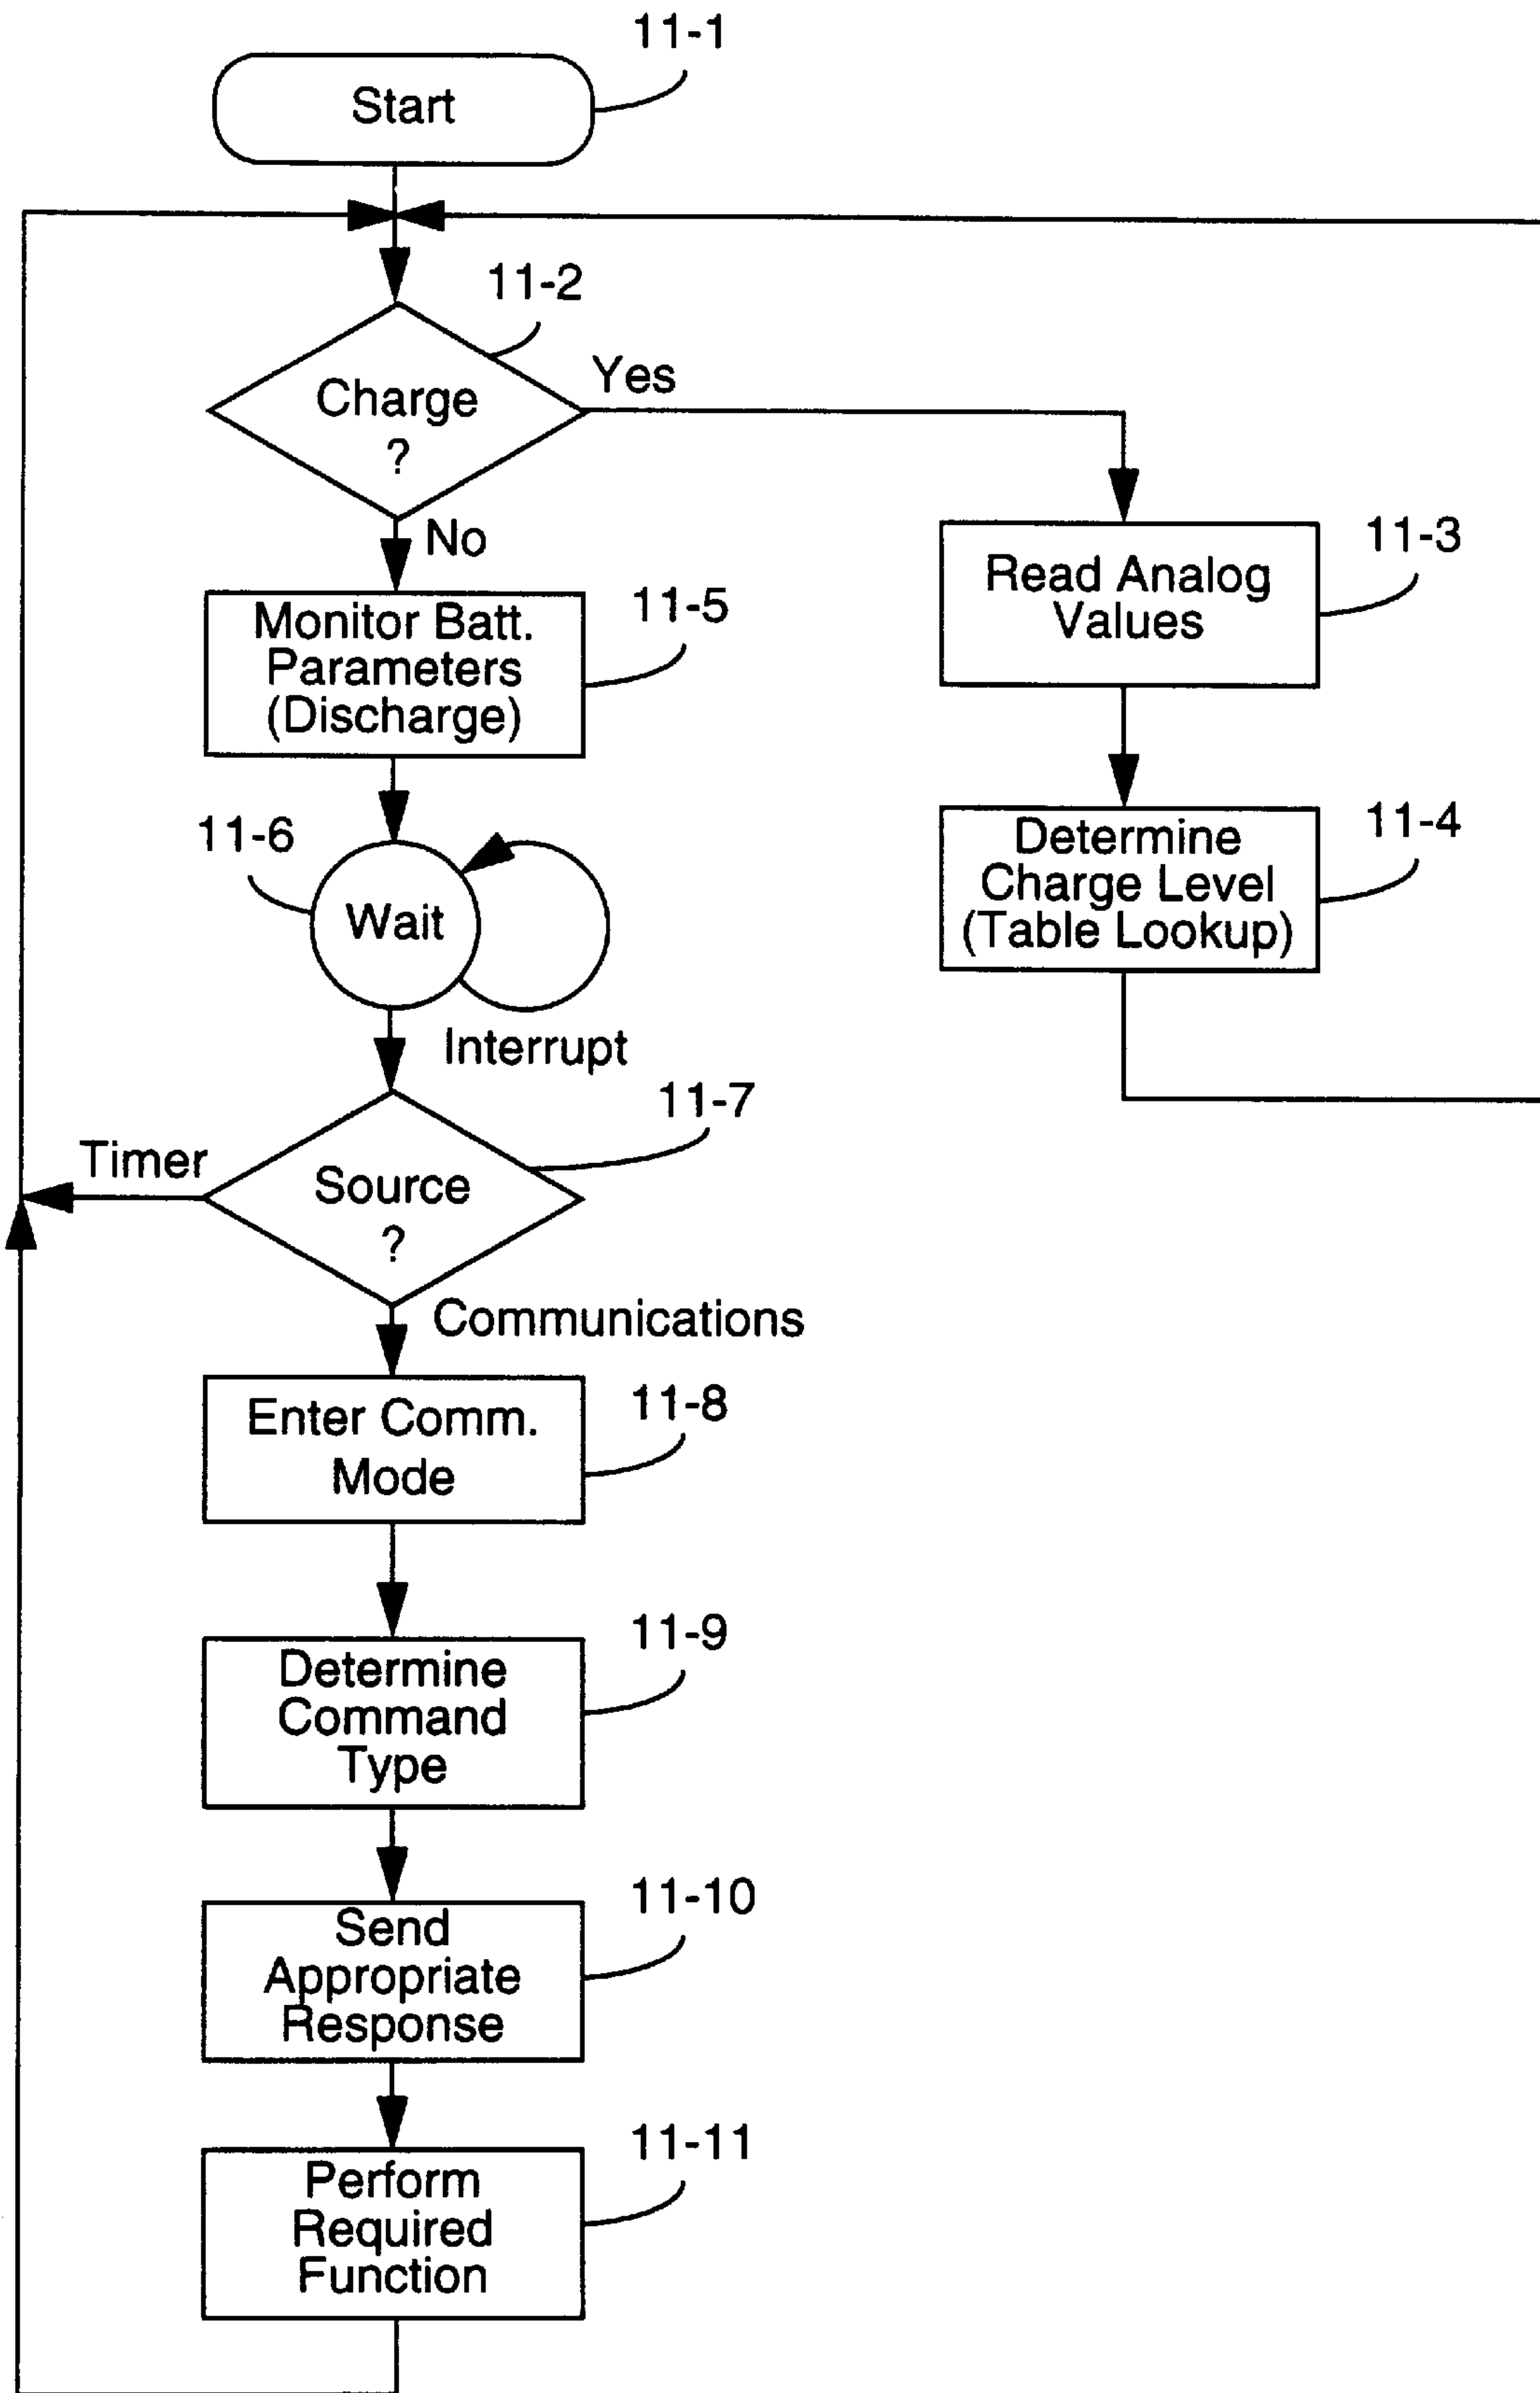 11-1
Start
11-2
Charge
?
Yes
No
11-3
Read Analog
Values
11-5
Monitor Batt.
Parameters
(Discharge)
11-4
Determine
Charge Level
(Table Lookup)
11-6
Wait
Interrupt
11-7
Source
?
Timer
Communications
11-8
Enter Comm.
Mode
11-9
Determine
Command
Type
11-10
Send
Appropriate
Response
11-11
Perform
Required
Function